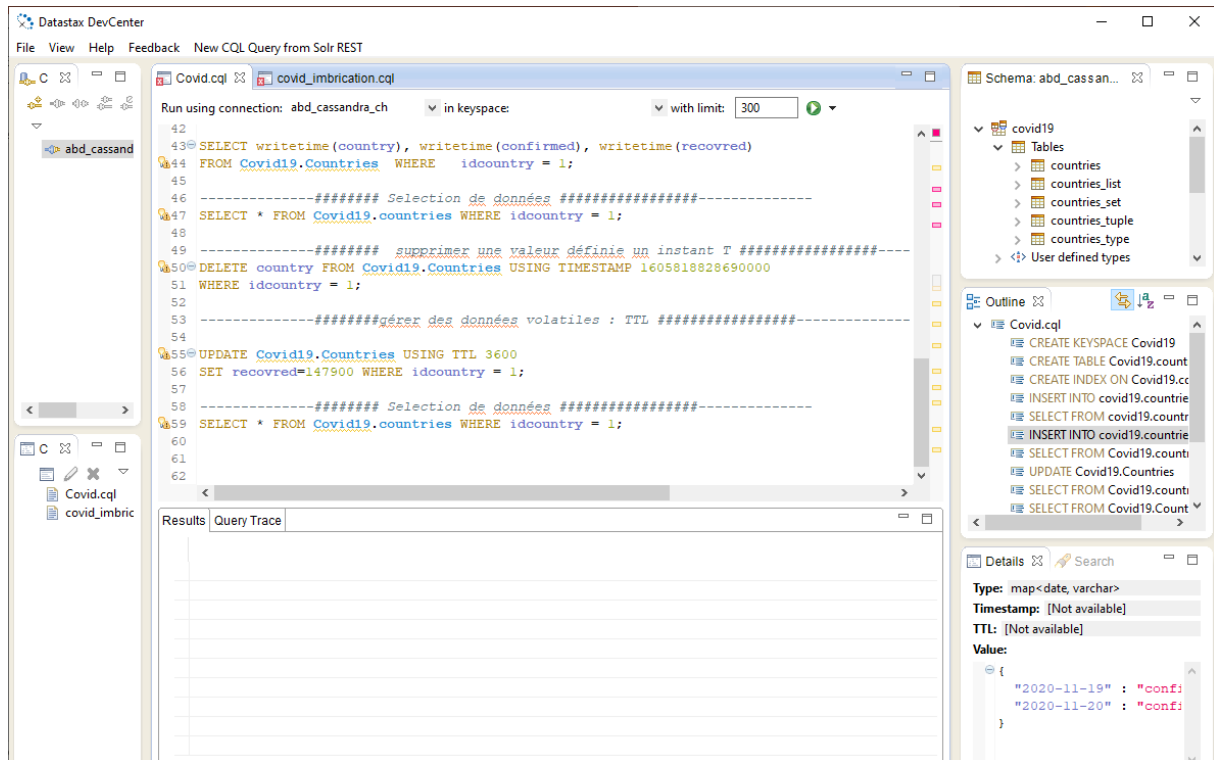 Datastax DevCenter
File View Help Feedback New CQL Query from Solr REST
C
abd_cassand
C
Covid.cql
covid_imbric
Covid.cql covid_imbrication.cql
Run using connection: abd_cassandra_ch in keyspace: with limit: 300
42
43 SELECT writetime(country), writetime(confirmed), writetime(recovred)
44 FROM Covid19.Countries WHERE idcountry = 1;
45
46 --------------######## Selection de données #################--------------
47 SELECT * FROM Covid19.countries WHERE idcountry = 1;
48
49 --------------######## supprimer une valeur définie un instant T #################----
50 DELETE country FROM Covid19.Countries USING TIMESTAMP 1605818828690000
51 WHERE idcountry = 1;
52
53 --------------########gérer des données volatiles : TTL #################--------------
54
55 UPDATE Covid19.Countries USING TTL 3600
56 SET recovred=147900 WHERE idcountry = 1;
57
58 --------------######## Selection de données #################--------------
59 SELECT * FROM Covid19.countries WHERE idcountry = 1;
60
61
62
Results Query Trace
Schema: abd_cassan...
covid19
Tables
countries
countries_list
countries_set
countries_tuple
countries_type
User defined types
Outline
Covid.cql
CREATE KEYSPACE Covid19
CREATE TABLE Covid19.count
CREATE INDEX ON Covid19.cc
INSERT INTO covid19.countrie
SELECT FROM covid19.countr
INSERT INTO covid19.countrie
SELECT FROM Covid19.counti
UPDATE Covid19.Countries
SELECT FROM Covid19.counti
SELECT FROM Covid19.Count
Details Search
Type: map<date, varchar>
Timestamp: [Not available]
TTL: [Not available]
Value:
{
"2020-11-19" : "confi
"2020-11-20" : "confi
}